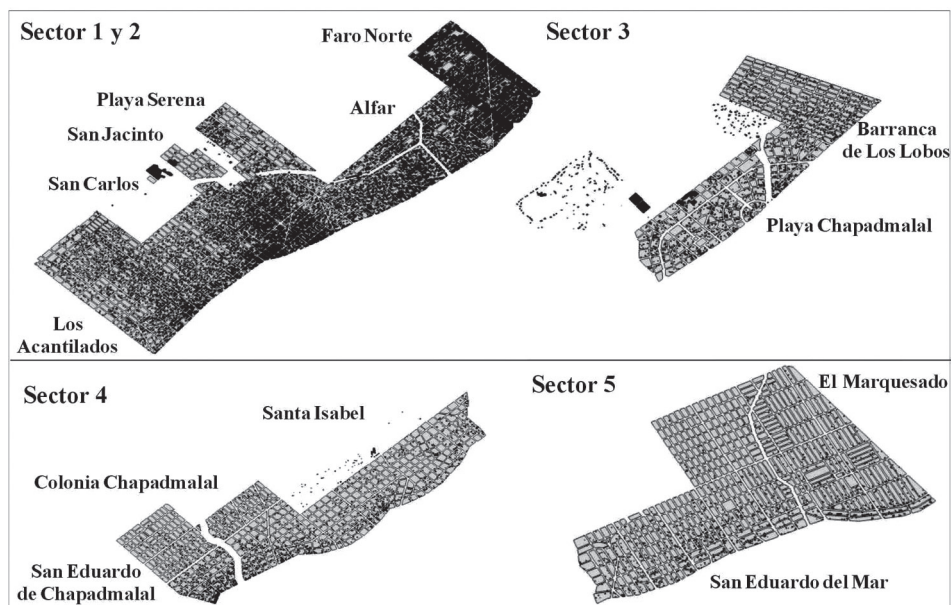 Sector 1 y 2
Faro Norte
Sector 3
Playa Serena
Alfar
San Jacinto
San Carlos
Barranca
de Los Lobos
Playa Chapadmalal
Los
Acantilados
Sector 4
Santa Isabel
Sector 5
El Marquesado
Colonia Chapadmalal
San Eduardo
de Chapadmalal
San Eduardo del Mar